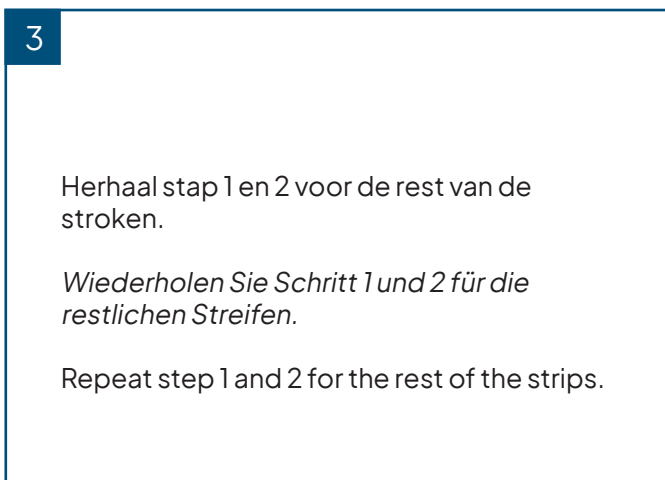 3
Herhaal stap 1 en 2 voor de rest van de
stroken.
Wiederholen Sie Schritt 1 und 2 für die
restlichen Streifen.
Repeat step 1 and 2 for the rest of the strips.